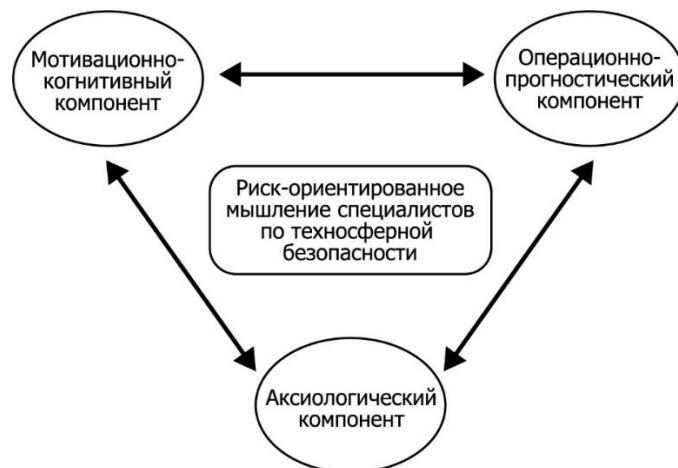 Мотивационно-
когнитивный
компонент
Операционно-
прогностический
компонент
Риск-ориентированное
мышление специалистов
по техносферной
безопасности
Аксиологический
компонент